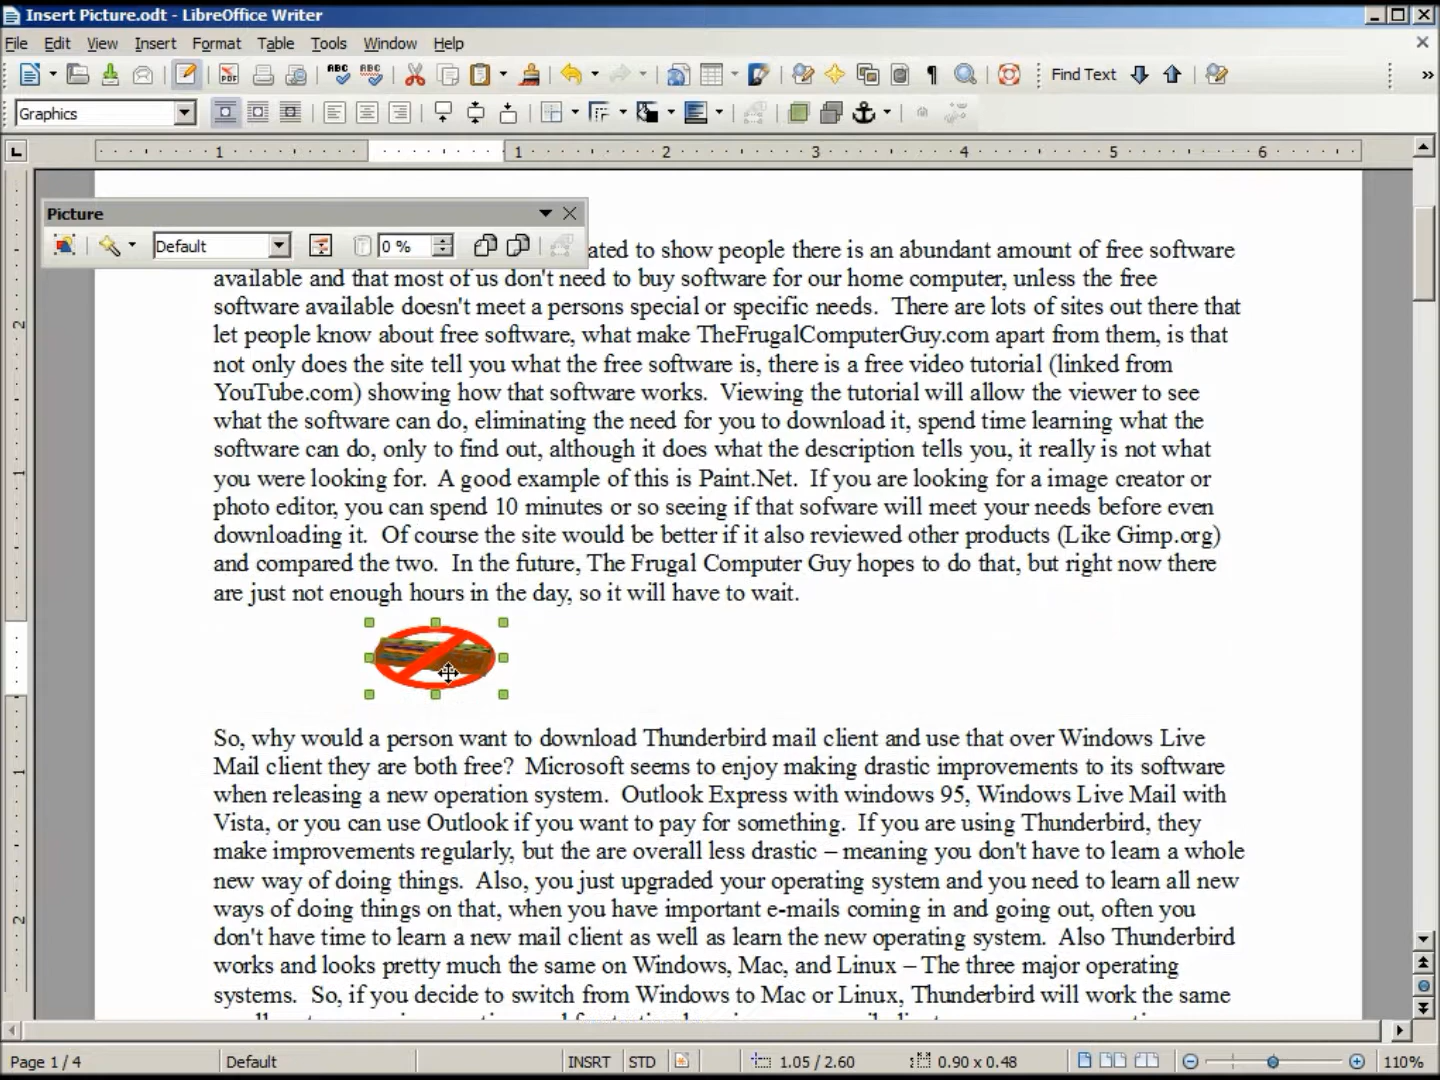 Insert Picture.odt - LibreOffice Writer
File Edit View Insert Format Table Tools Window Help
PDF ABC ABC Find Text
Graphics
1 1 2 3 4 5 6
Picture
Default 0 %
ated to show people there is an abundant amount of free software
available and that most of us don't need to buy software for our home computer, unless the free
software available doesn't meet a persons special or specific needs.  There are lots of sites out there that
let people know about free software, what make TheFrugalComputerGuy.com apart from them, is that
not only does the site tell you what the free software is, there is a free video tutorial (linked from
YouTube.com) showing how that software works.  Viewing the tutorial will allow the viewer to see
what the software can do, eliminating the need for you to download it, spend time learning what the
software can do, only to find out, although it does what the description tells you, it really is not what
you were looking for.  A good example of this is Paint.Net.  If you are looking for a image creator or
photo editor, you can spend 10 minutes or so seeing if that sofware will meet your needs before even
downloading it.  Of course the site would be better if it also reviewed other products (Like Gimp.org)
and compared the two.  In the future, The Frugal Computer Guy hopes to do that, but right now there
are just not enough hours in the day, so it will have to wait.
So, why would a person want to download Thunderbird mail client and use that over Windows Live
Mail client they are both free?  Microsoft seems to enjoy making drastic improvements to its software
when releasing a new operation system.  Outlook Express with windows 95, Windows Live Mail with
Vista, or you can use Outlook if you want to pay for something.  If you are using Thunderbird, they
make improvements regularly, but the are overall less drastic – meaning you don't have to learn a whole
new way of doing things.  Also, you just upgraded your operating system and you need to learn all new
ways of doing things on that, when you have important e-mails coming in and going out, often you
don't have time to learn a new mail client as well as learn the new operating system.  Also Thunderbird
works and looks pretty much the same on Windows, Mac, and Linux – The three major operating
systems.  So, if you decide to switch from Windows to Mac or Linux, Thunderbird will work the same
Page 1 / 4 Default INSRT STD 1.05 / 2.60 0.90 x 0.48 110%